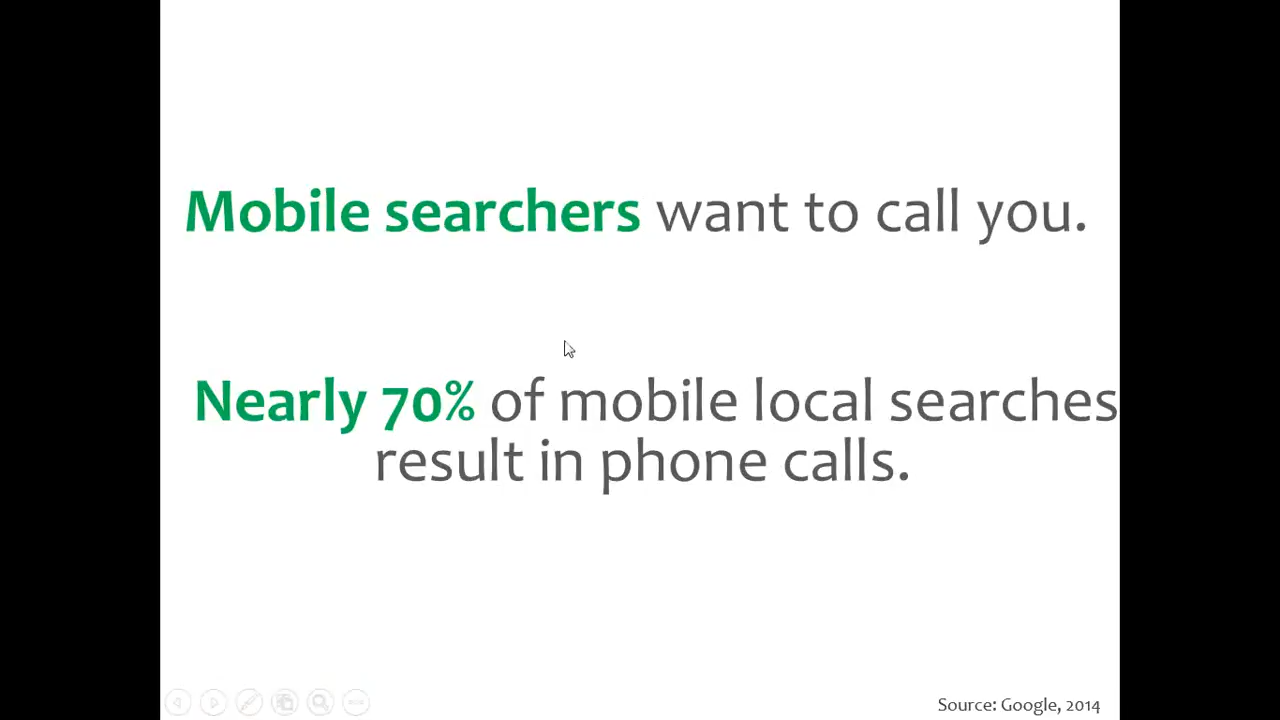 Mobile searchers want to call you.
Nearly 70% of mobile local searches
result in phone calls.
Source: Google, 2014